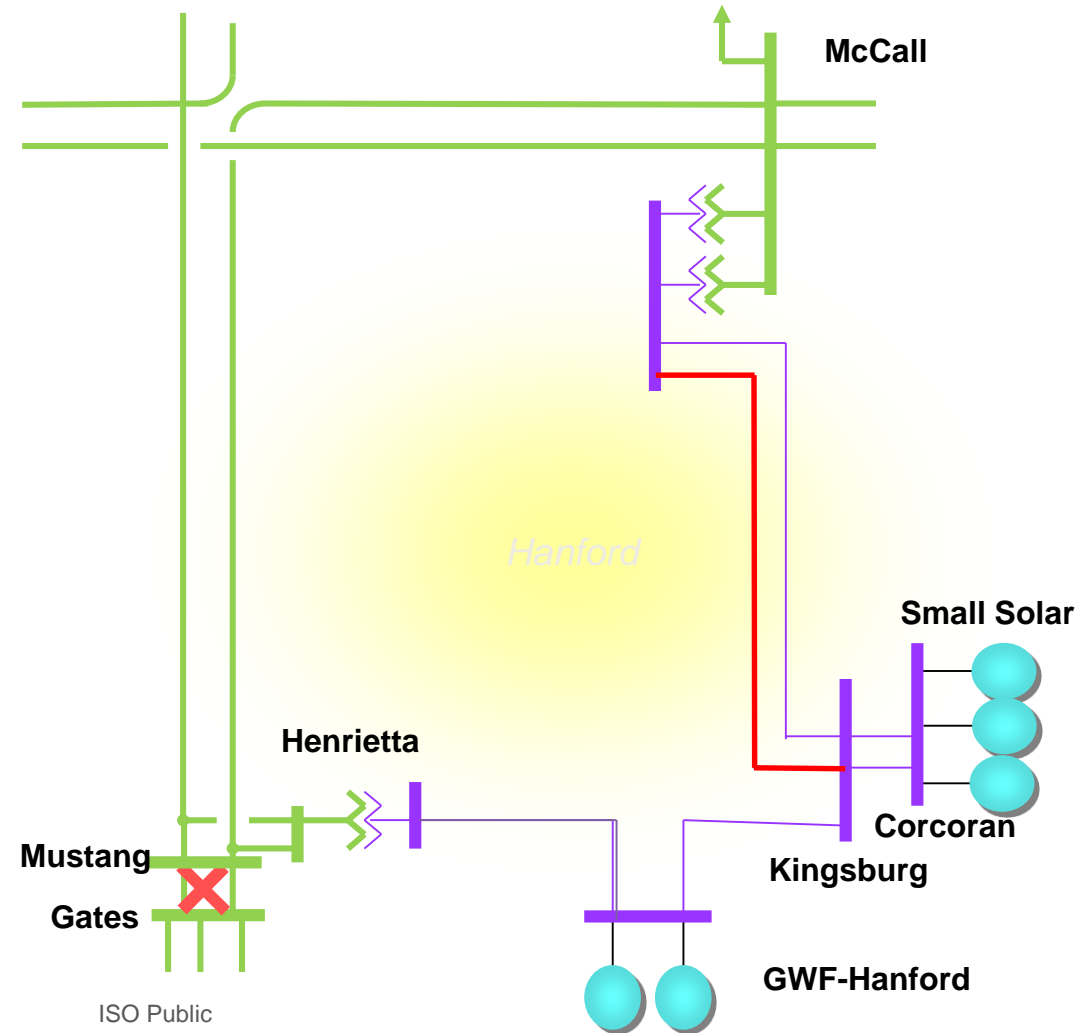 McCall
Hanford
Small Solar
Henrietta
Corcoran
Mustang
Kingsburg
Gates
GWF-Hanford
ISO Public